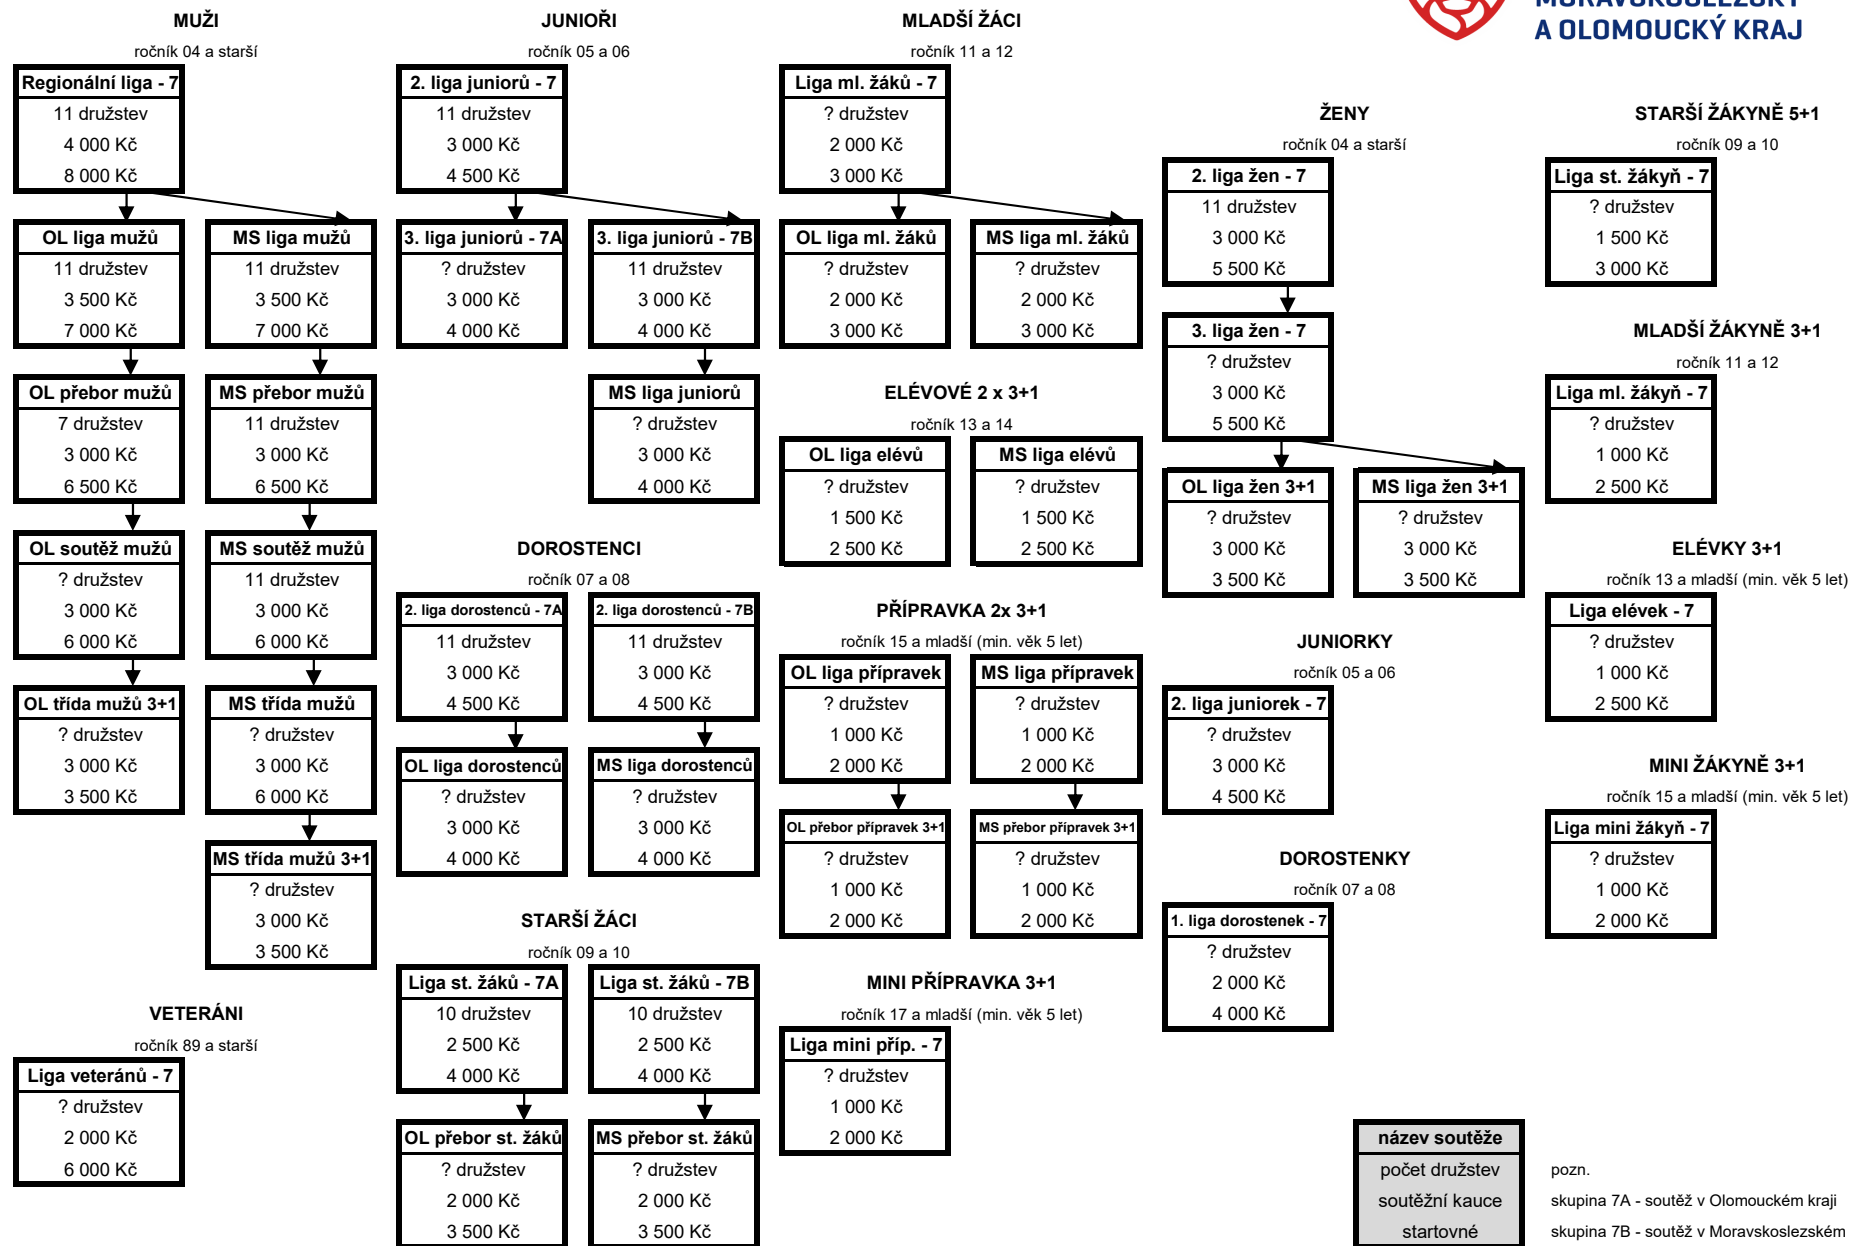 MORAVSKOSLEZSKÝ
A OLOMOUCKÝ KRAJ
MUŽI
ročník 04 a starší
Regionální liga - 7
11 družstev
4 000 Kč
8 000 Kč
OL liga mužů
11 družstev
3 500 Kč
7 000 Kč
MS liga mužů
11 družstev
3 500 Kč
7 000 Kč
OL přebor mužů
7 družstev
3 000 Kč
6 500 Kč
MS přebor mužů
11 družstev
3 000 Kč
6 500 Kč
OL soutěž mužů
? družstev
3 000 Kč
6 000 Kč
MS soutěž mužů
11 družstev
3 000 Kč
6 000 Kč
OL třída mužů 3+1
? družstev
3 000 Kč
3 500 Kč
MS třída mužů
? družstev
3 000 Kč
6 000 Kč
MS třída mužů 3+1
? družstev
3 000 Kč
3 500 Kč
VETERÁNI
ročník 89 a starší
Liga veteránů - 7
? družstev
2 000 Kč
6 000 Kč
JUNIOŘI
ročník 05 a 06
2. liga juniorů - 7
11 družstev
3 000 Kč
4 500 Kč
3. liga juniorů - 7A
? družstev
3 000 Kč
4 000 Kč
3. liga juniorů - 7B
11 družstev
3 000 Kč
4 000 Kč
MS liga juniorů
? družstev
3 000 Kč
4 000 Kč
DOROSTENCI
ročník 07 a 08
2. liga dorostenců - 7A
11 družstev
3 000 Kč
4 500 Kč
2. liga dorostenců - 7B
11 družstev
3 000 Kč
4 500 Kč
OL liga dorostenců
? družstev
3 000 Kč
4 000 Kč
MS liga dorostenců
? družstev
3 000 Kč
4 000 Kč
STARŠÍ ŽÁCI
ročník 09 a 10
Liga st. žáků - 7A
10 družstev
2 500 Kč
4 000 Kč
Liga st. žáků - 7B
10 družstev
2 500 Kč
4 000 Kč
OL přebor st. žáků
? družstev
2 000 Kč
3 500 Kč
MS přebor st. žáků
? družstev
2 000 Kč
3 500 Kč
MLADŠÍ ŽÁCI
ročník 11 a 12
Liga ml. žáků - 7
? družstev
2 000 Kč
3 000 Kč
OL liga ml. žáků
? družstev
2 000 Kč
3 000 Kč
MS liga ml. žáků
? družstev
2 000 Kč
3 000 Kč
ELÉVOVÉ 2 x 3+1
ročník 13 a 14
OL liga elévů
? družstev
1 500 Kč
2 500 Kč
MS liga elévů
? družstev
1 500 Kč
2 500 Kč
PŘÍPRAVKA 2x 3+1
ročník 15 a mladší (min. věk 5 let)
OL liga přípravek
? družstev
1 000 Kč
2 000 Kč
MS liga přípravek
? družstev
1 000 Kč
2 000 Kč
OL přebor přípravek 3+1
? družstev
1 000 Kč
2 000 Kč
MS přebor přípravek 3+1
? družstev
1 000 Kč
2 000 Kč
MINI PŘÍPRAVKA 3+1
ročník 17 a mladší (min. věk 5 let)
Liga mini příp. - 7
? družstev
1 000 Kč
2 000 Kč
ŽENY
ročník 04 a starší
2. liga žen - 7
11 družstev
3 000 Kč
5 500 Kč
3. liga žen - 7
? družstev
3 000 Kč
5 500 Kč
OL liga žen 3+1
? družstev
3 000 Kč
3 500 Kč
MS liga žen 3+1
? družstev
3 000 Kč
3 500 Kč
JUNIORKY
ročník 05 a 06
2. liga juniorek - 7
? družstev
3 000 Kč
4 500 Kč
DOROSTENKY
ročník 07 a 08
1. liga dorostenek - 7
? družstev
2 000 Kč
4 000 Kč
STARŠÍ ŽÁKYNĚ 5+1
ročník 09 a 10
Liga st. žákyň - 7
? družstev
1 500 Kč
3 000 Kč
MLADŠÍ ŽÁKYNĚ 3+1
ročník 11 a 12
Liga ml. žákyň - 7
? družstev
1 000 Kč
2 500 Kč
ELÉVKY 3+1
ročník 13 a mladší (min. věk 5 let)
Liga elévek - 7
? družstev
1 000 Kč
2 500 Kč
MINI ŽÁKYNĚ 3+1
ročník 15 a mladší (min. věk 5 let)
Liga mini žákyň - 7
? družstev
1 000 Kč
2 000 Kč
název soutěže
počet družstev
soutěžní kauce
startovné
pozn.
skupina 7A - soutěž v Olomouckém kraji
skupina 7B - soutěž v Moravskoslezském